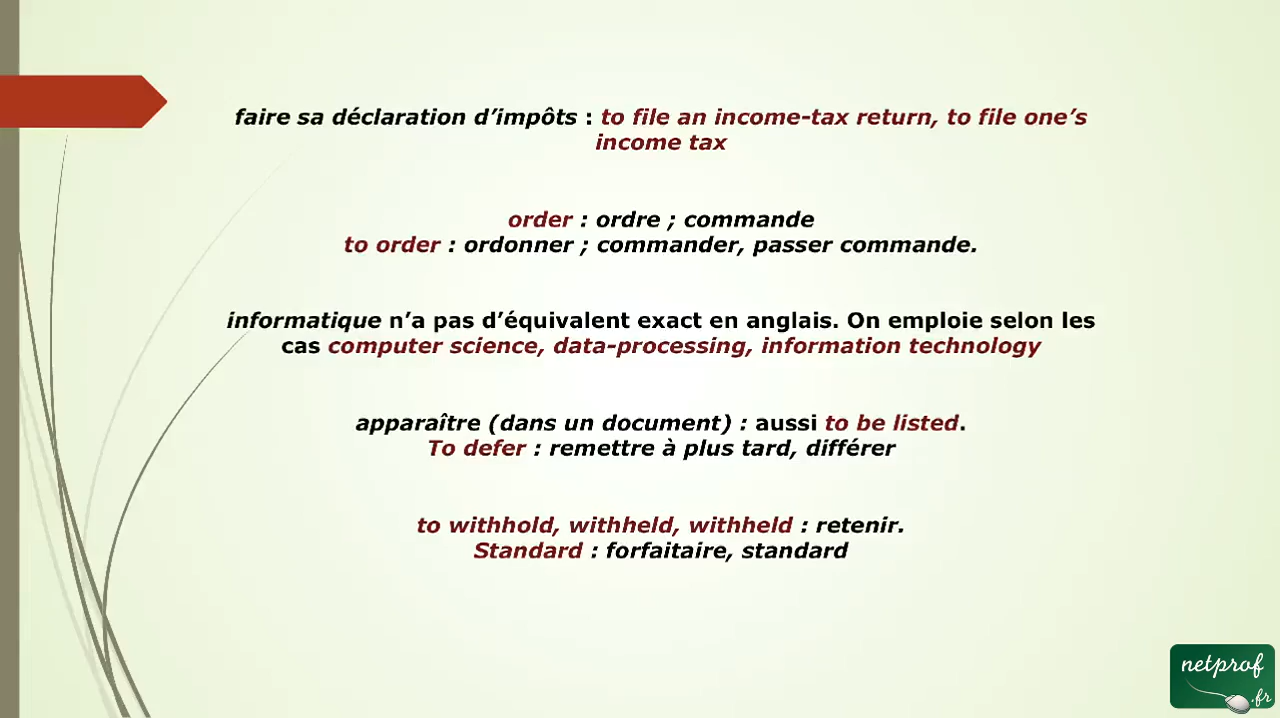 faire sa déclaration d’impôts : to file an income-tax return, to file one’s
income tax
order : ordre ; commande
to order : ordonner ; commander, passer commande.
informatique n’a pas d’équivalent exact en anglais. On emploie selon les
cas computer science, data-processing, information technology
apparaître (dans un document) : aussi to be listed.
To defer : remettre à plus tard, différer
to withhold, withheld, withheld : retenir.
Standard : forfaitaire, standard
netprof
.fr